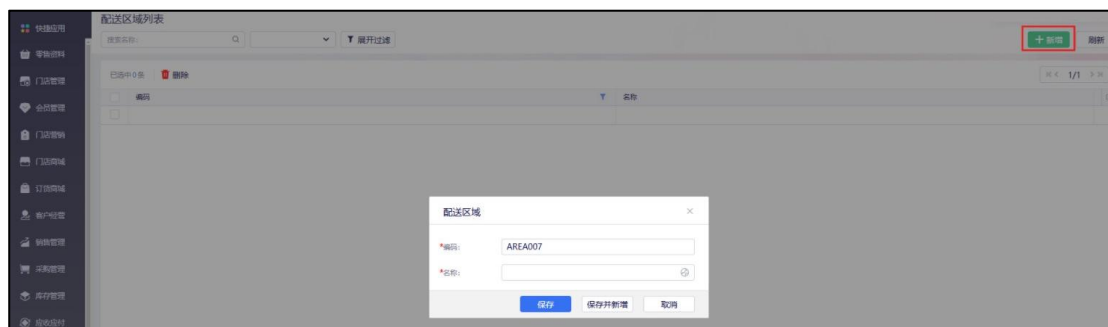 配送区域列表
快捷应用
搜索名称:
展开过滤
新增
刷新
零售资料
门店管理
已选中0条
删除
1/1
编码
名称
会员管理
门店营销
门店商城
订货商城
客户经营
配送区域
销售管理
*编码:
AREA007
采购管理
*名称:
库存管理
保存
保存并新增
取消
应收应付